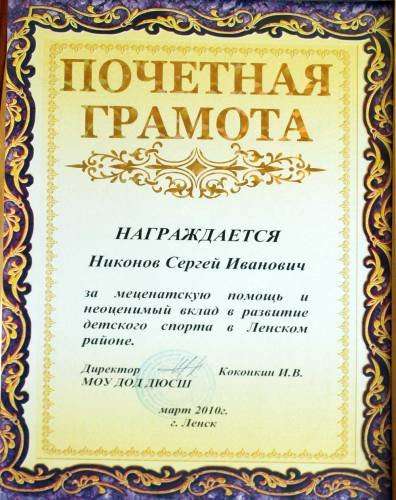 ПОЧЕТНАЯ
ГРАМОТА
НАГРАЖДАЕТСЯ
Никонов Сергей Иванович
за меценатскую помощь и
неоценимый вклад в развитие
детского спорта в Ленском
районе.
Директор Коконкин И.В.
МОУ ДОД ДЮСШ
март 2010г.
г. Ленск